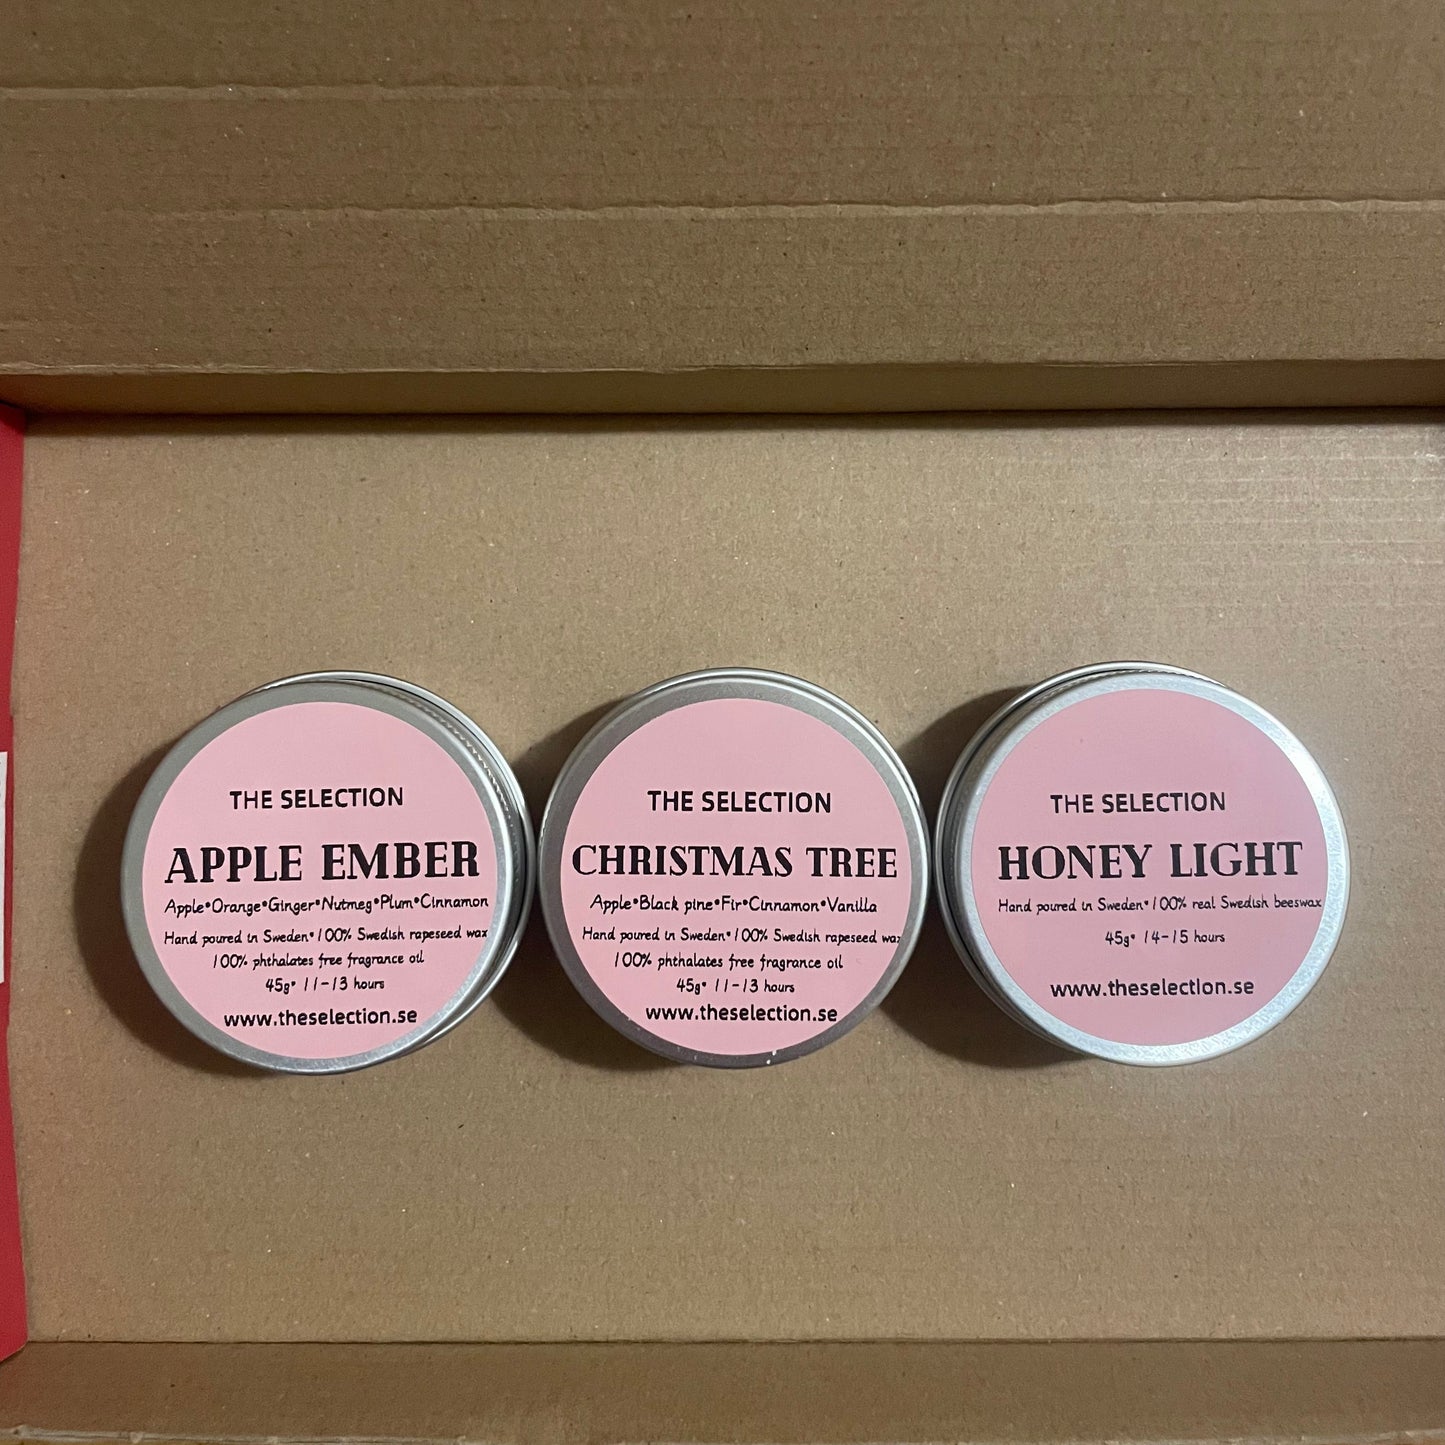 THE SELECTION
APPLE EMBER
Apple•Orange•Ginger•Nutmeg•Plum•Cinnamon
Hand poured in Sweden•100% Swedish rapeseed wax
100% phthalates free fragrance oil
45g• 11-13 hours
www.theselection.se
THE SELECTION
CHRISTMAS TREE
Apple•Black pine•Fir•Cinnamon•Vanilla
Hand poured in Sweden•100% Swedish rapeseed wax
100% phthalates free fragrance oil
45g• 11-13 hours
www.theselection.se
THE SELECTION
HONEY LIGHT
Hand poured in Sweden•100% real Swedish beeswax
45g• 14-15 hours
www.theselection.se